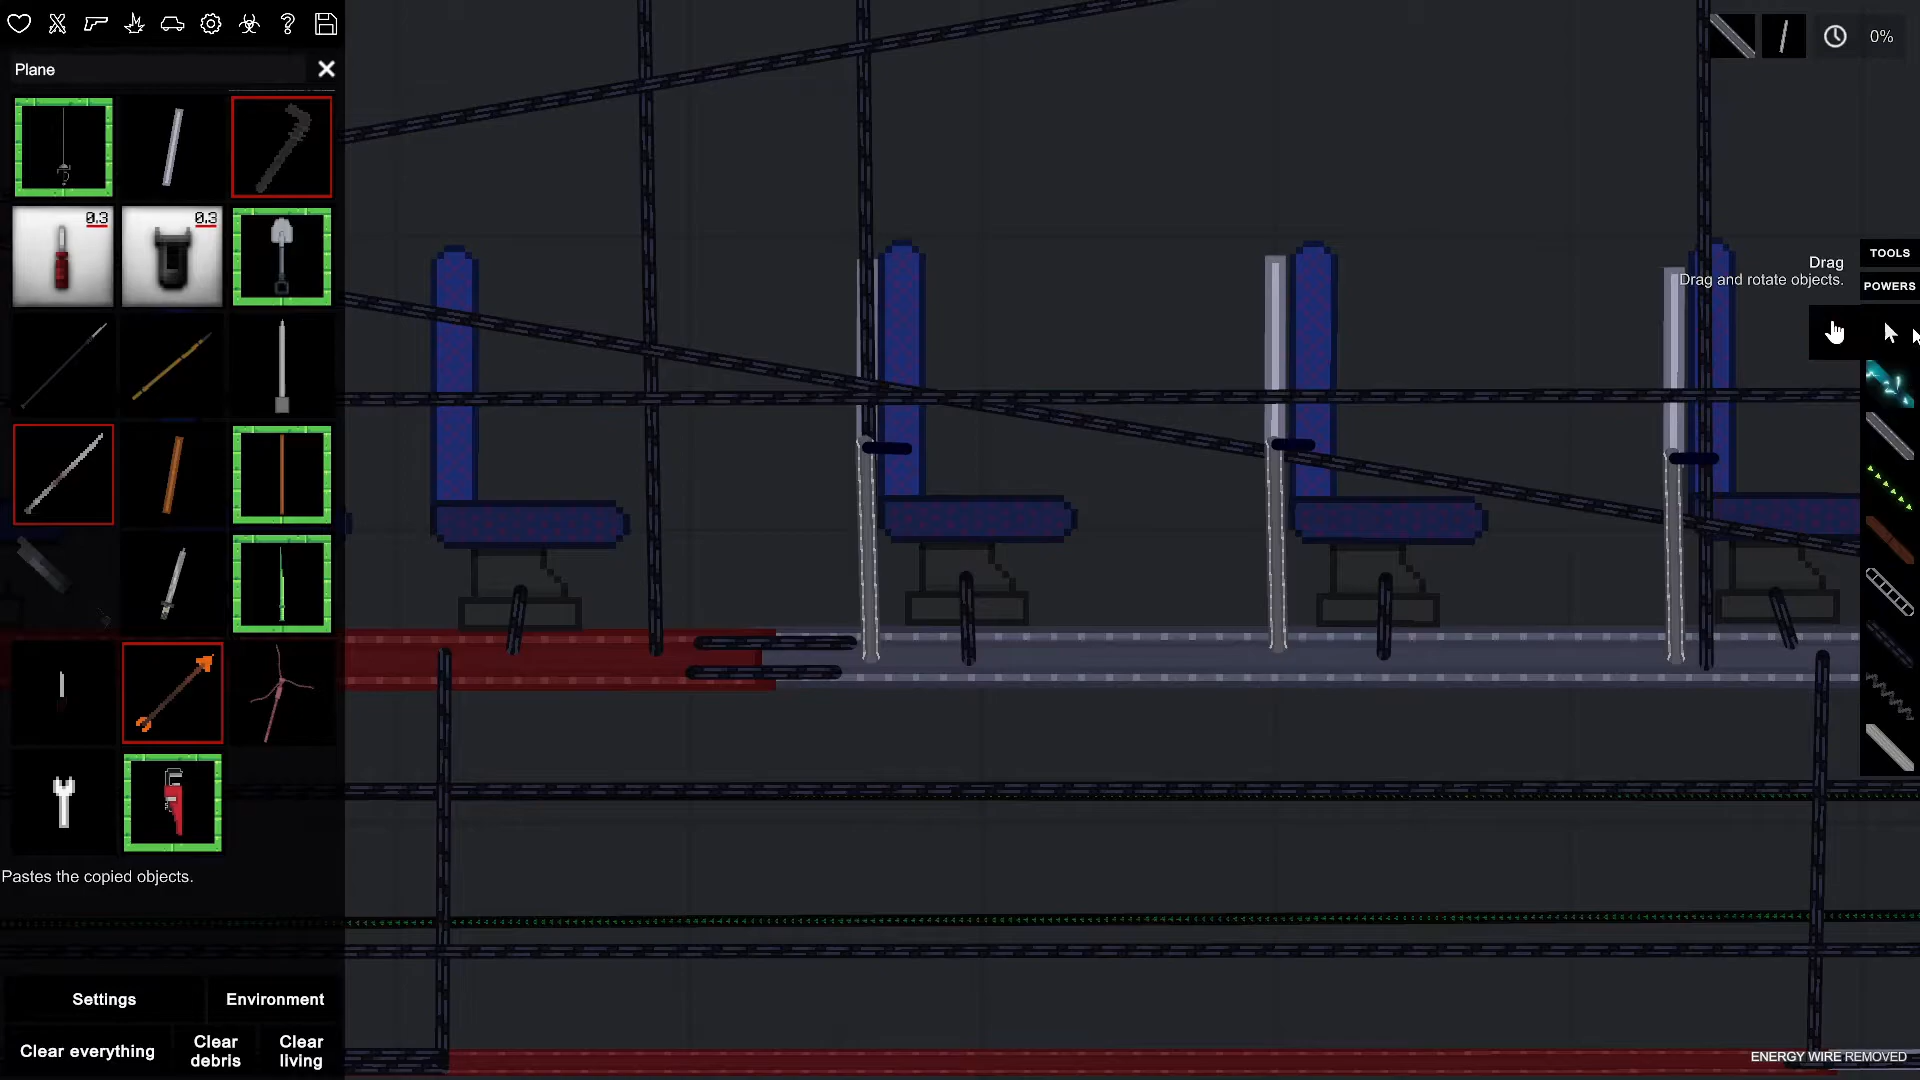 Plane
0%
0.3
0.3
TOOLS
Drag
Drag and rotate objects.
POWERS
Pastes the copied objects.
Settings
Environment
Clear everything
Clear
debris
Clear
living
ENERGY WIRE REMOVED